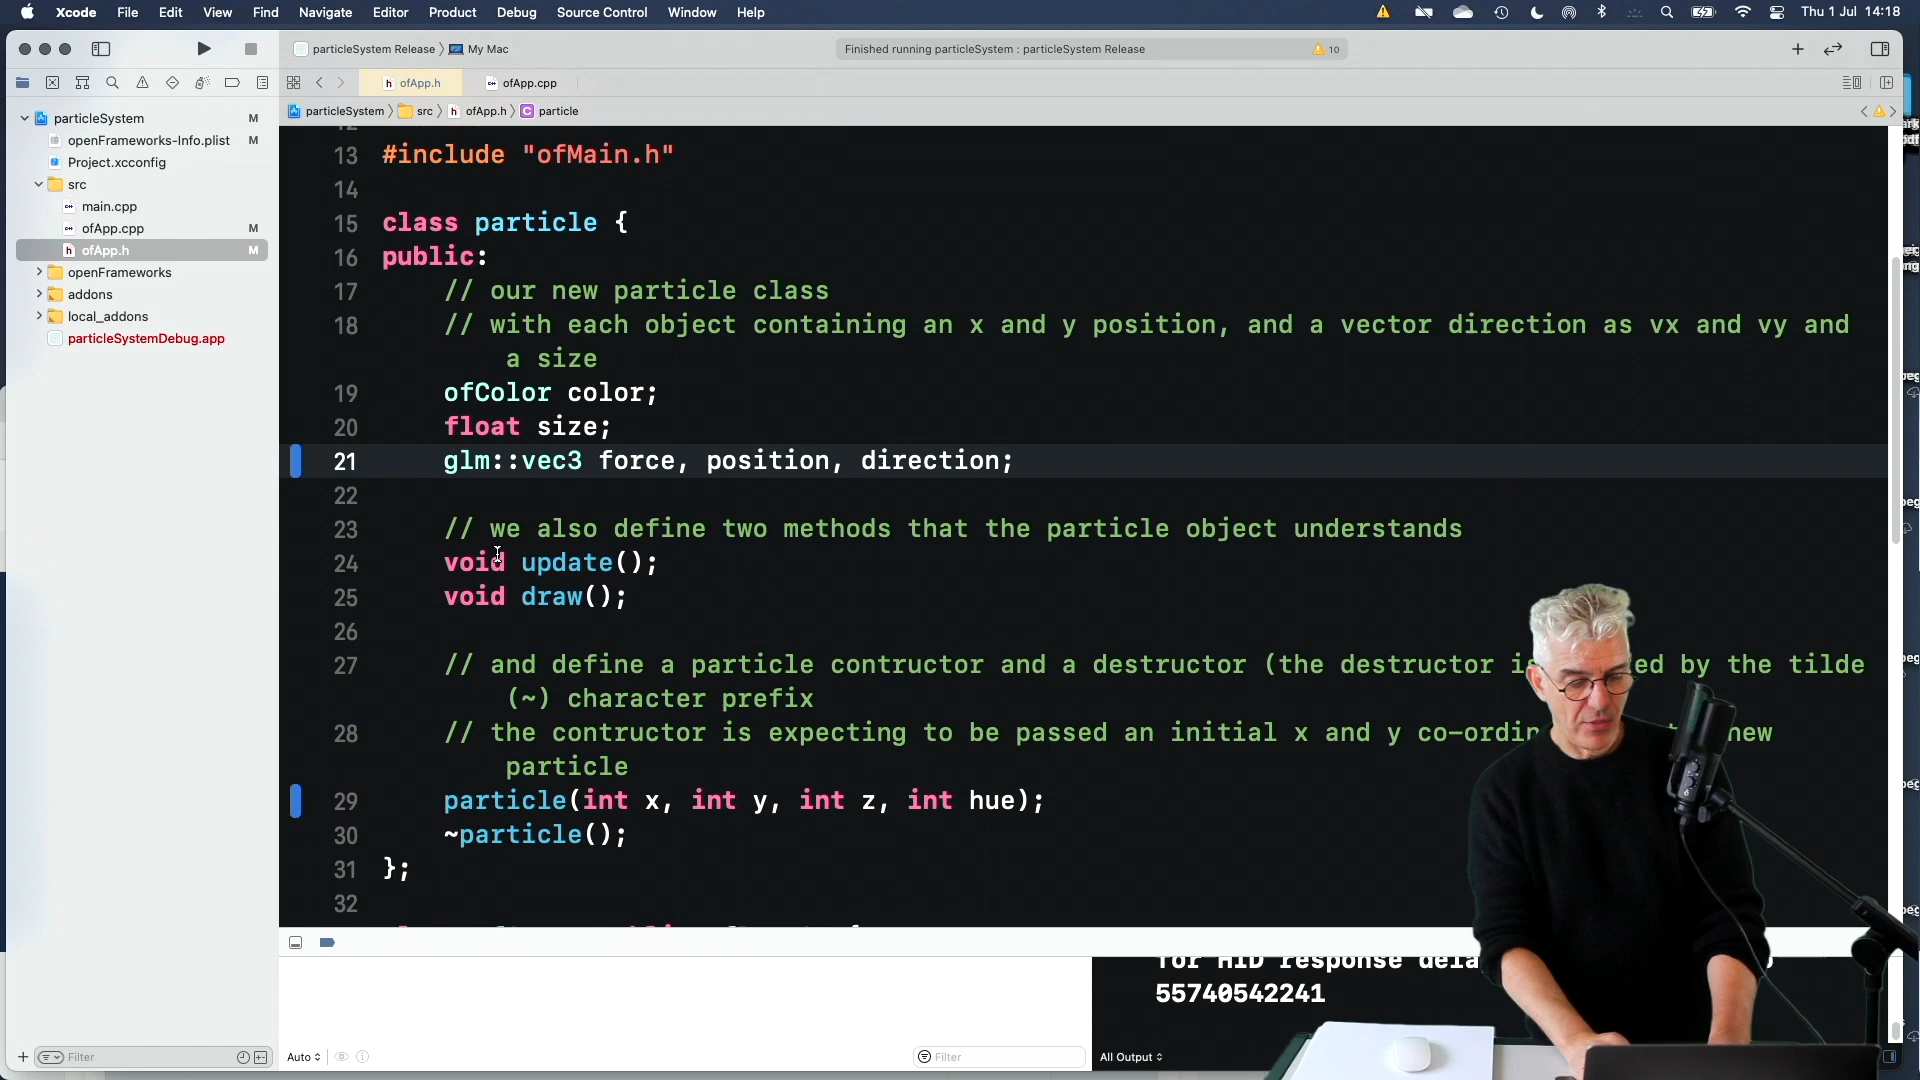 Xcode File Edit View Find Navigate Editor Product Debug Source Control Window Help Thu 1 Jul 14:18
particleSystem Release My Mac Finished running particleSystem : particleSystem Release 10
ofApp.h ofApp.cpp
particleSystem src ofApp.h particle
particleSystem M
openFrameworks-Info.plist M
Project.xcconfig
src
main.cpp
ofApp.cpp M
ofApp.h M
openFrameworks
addons
local_addons
particleSystemDebug.app
13 #include "ofMain.h"
14
15 class particle {
16 public:
17 // our new particle class
18 // with each object containing an x and y position, and a vector direction as vx and vy and
a size
19 ofColor color;
20 float size;
21 glm::vec3 force, position, direction;
22
23 // we also define two methods that the particle object understands
24 void update();
25 void draw();
26
27 // and define a particle contructor and a destructor (the destructor by the tilde
(~) character prefix
28 // the contructor is expecting to be passed an initial x and y new
particle
29 particle(int x, int y, int z, int hue);
30 ~particle();
31 };
32
for HID response
55740542241
Filter
Auto
Filter
All Output